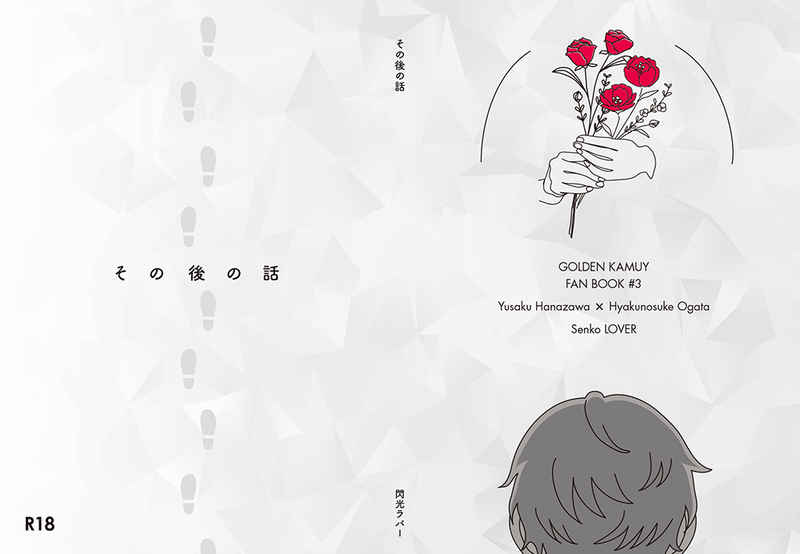 その後の話
R18
その後の話
閃光ラバー
GOLDEN KAMUY
FAN BOOK #3
Yusaku Hanazawa × Hyakunosuke Ogata
Senko LOVER